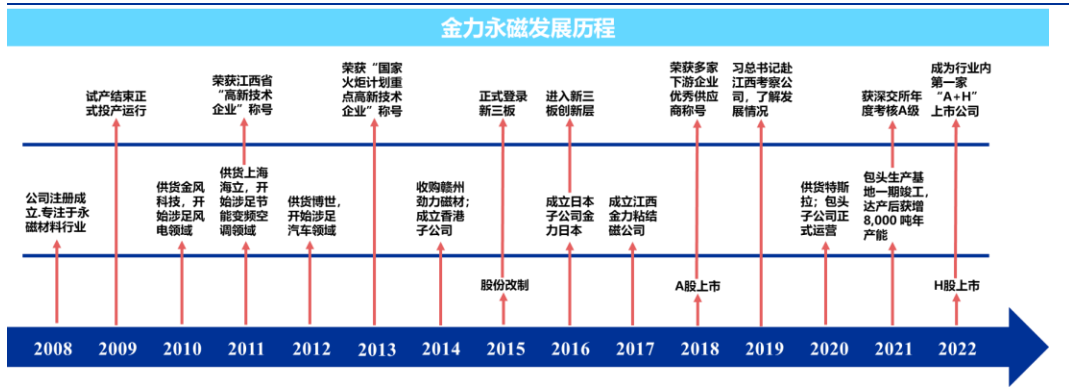 金力永磁发展历程
试产结束正
式投产运行
荣获江西省
“高新技术
企业”称号
荣获“国家
火炬计划重
点高新技术
企业”称号
正式登录
新三板
进入新三
板创新层
荣获多家
下游企业
优秀供应
商称号
习总书记赴
江西考察公
司，了解发
展情况
获深交所年
度考核A级
成为行业内
第一家
“A+H”
上市公司
公司注册成
立.专注于永
磁材料行业
供货金风
科技，开
始涉足风
电领域
供货上海
海立，开
始涉足节
能变频空
调领域
供货博世，
开始涉足
汽车领域
收购赣州
劲力磁材；
成立香港
子公司
成立日本
子公司金
力日本
成立江西
金力粘结
磁公司
供货特斯
拉；包头
子公司正
式运营
包头生产基
地一期竣工，
达产后获增
8,000 吨年
产能
股份改制
A股上市
H股上市
2008 2009 2010 2011 2012 2013 2014 2015 2016 2017 2018 2019 2020 2021 2022